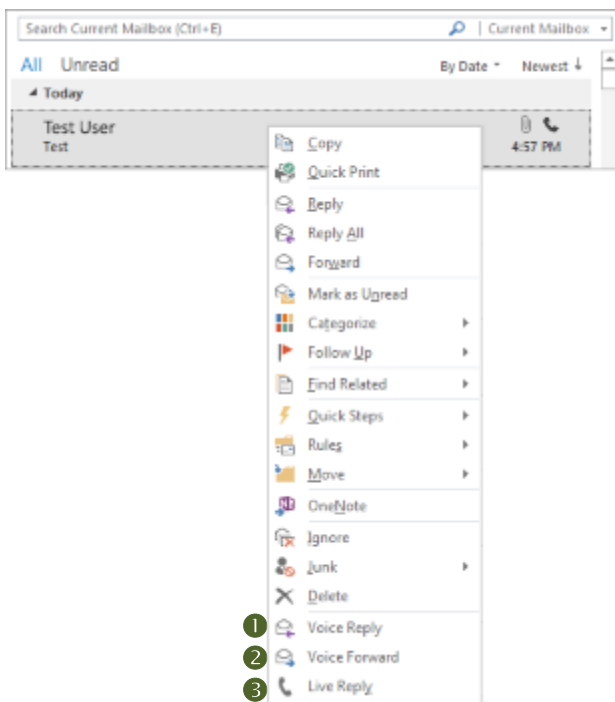 Search Current Mailbox (Ctrl+E) Current Mailbox
All Unread By Date Newest ↓
Today
Test User
Test 4:57 PM
Copy
Quick Print
Reply
Reply All
Forward
Mark as Unread
Categorize
Follow Up
Find Related
Quick Steps
Rules
Move
N OneNote
Ignore
Junk
Delete
1 Voice Reply
2 Voice Forward
3 Live Reply